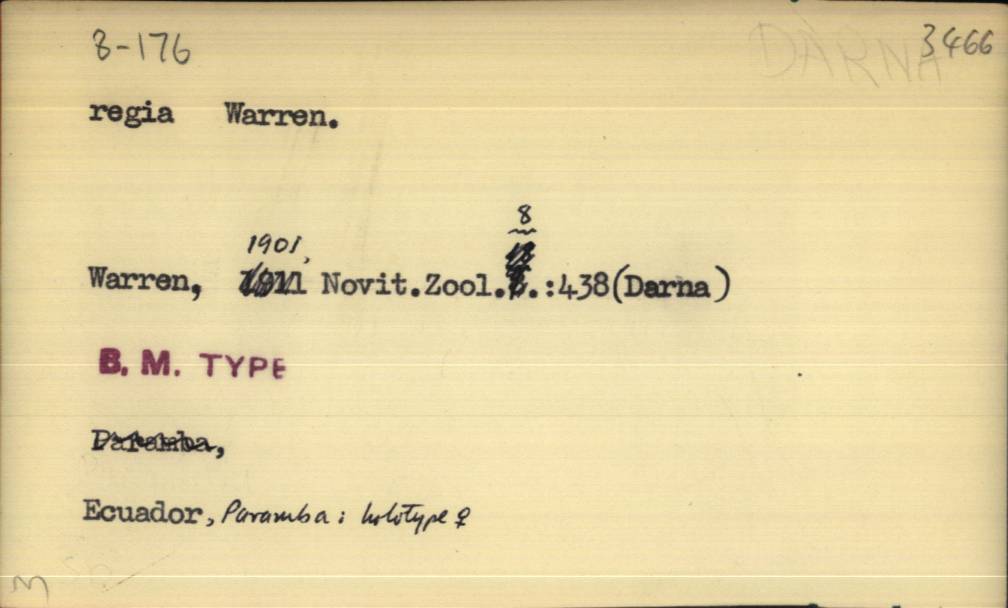 8-176
DARNA 3466
regia Warren.
8
1901,
Warren, Novit.Zool. .:438(Darna)
B. M. TYPE
Paramba,
Ecuador, Paramba: holotype ♀